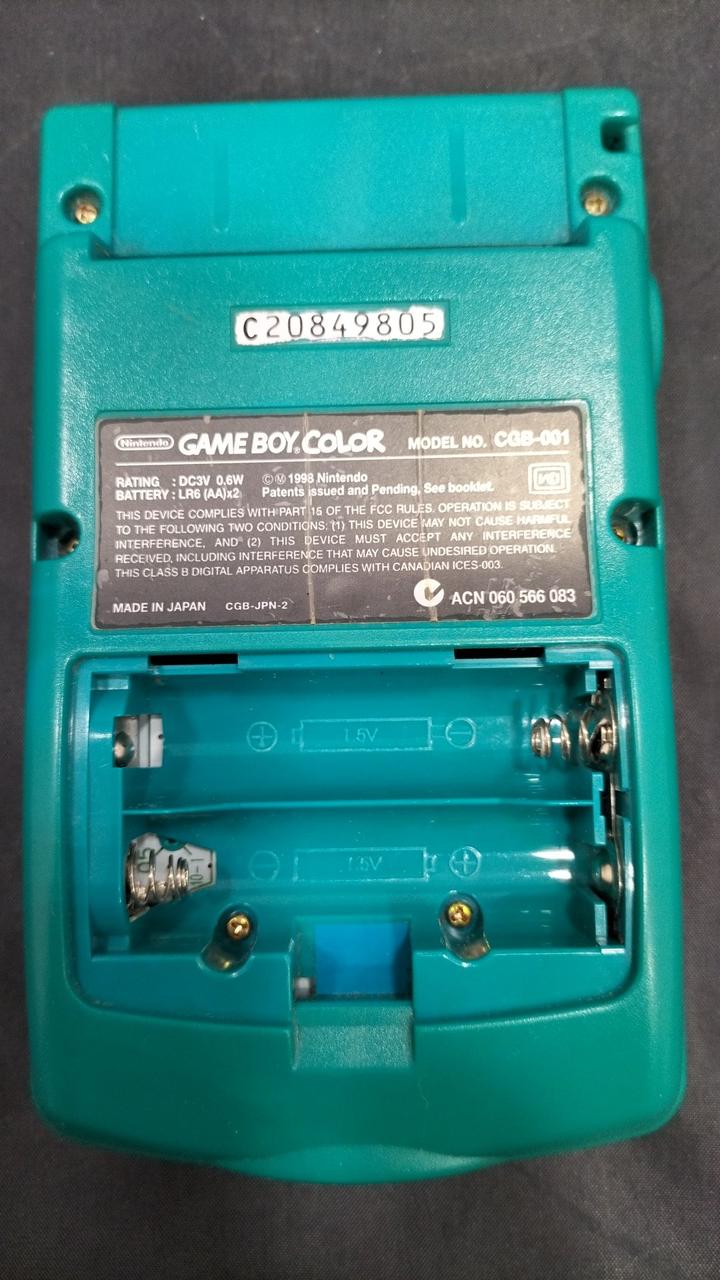 C20849805
Nintendo GAME BOY COLOR MODEL NO. CGB-001
RATING : DC3V 0.6W ©Ⓜ 1998 Nintendo
BATTERY : LR6 (AA)x2 Patents issued and Pending, See booklet.
THIS DEVICE COMPLIES WITH PART 15 OF THE FCC RULES. OPERATION IS SUBJECT
TO THE FOLLOWING TWO CONDITIONS: (1) THIS DEVICE MAY NOT CAUSE HARMFUL
INTERFERENCE, AND (2) THIS DEVICE MUST ACCEPT ANY INTERFERENCE
RECEIVED, INCLUDING INTERFERENCE THAT MAY CAUSE UNDESIRED OPERATION.
THIS CLASS B DIGITAL APPARATUS COMPLIES WITH CANADIAN ICES-003.
MADE IN JAPAN CGB-JPN-2 ACN 060 566 083
+ 1.5V −
− 1.5V +